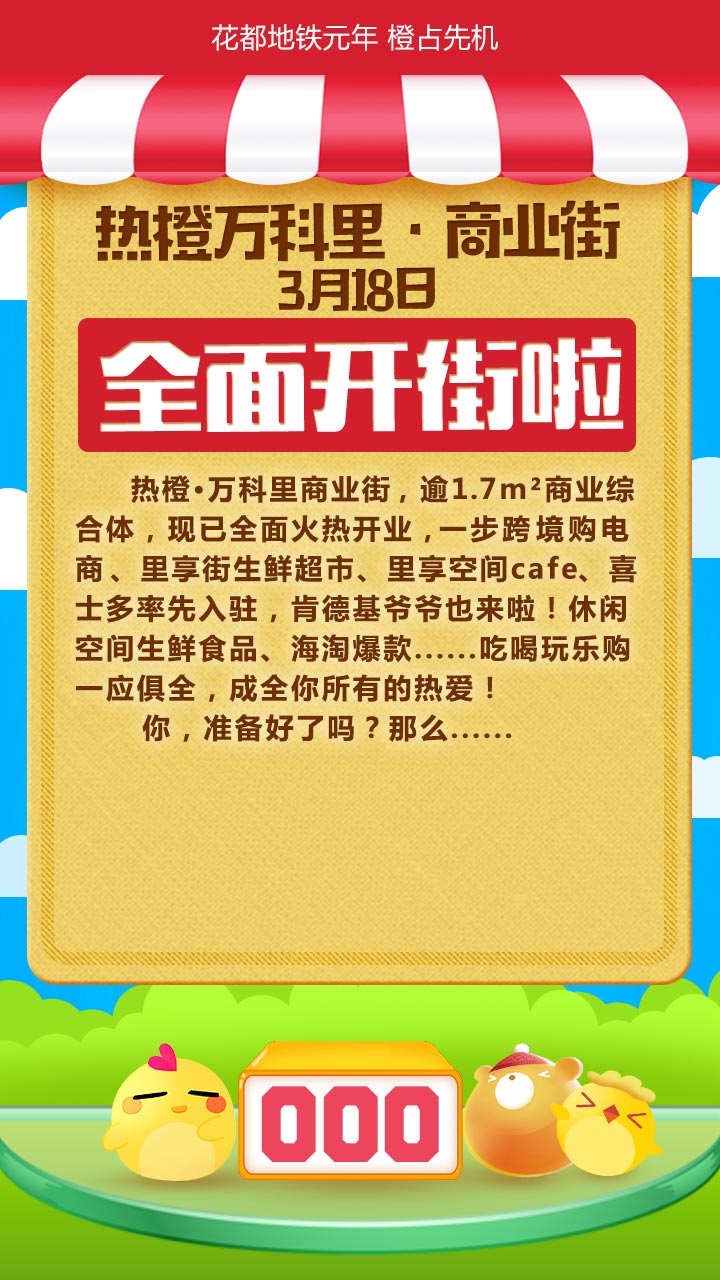 花都地铁元年 橙占先机
热橙万科里·商业街
3月18日
全面开街啦
热橙·万科里商业街，逾1.7m²商业综
合体，现已全面火热开业，一步跨境购电
商、里享街生鲜超市、里享空间cafe、喜
士多率先入驻，肯德基爷爷也来啦！休闲
空间生鲜食品、海淘爆款......吃喝玩乐购
一应俱全，成全你所有的热爱！
你，准备好了吗？那么......
000